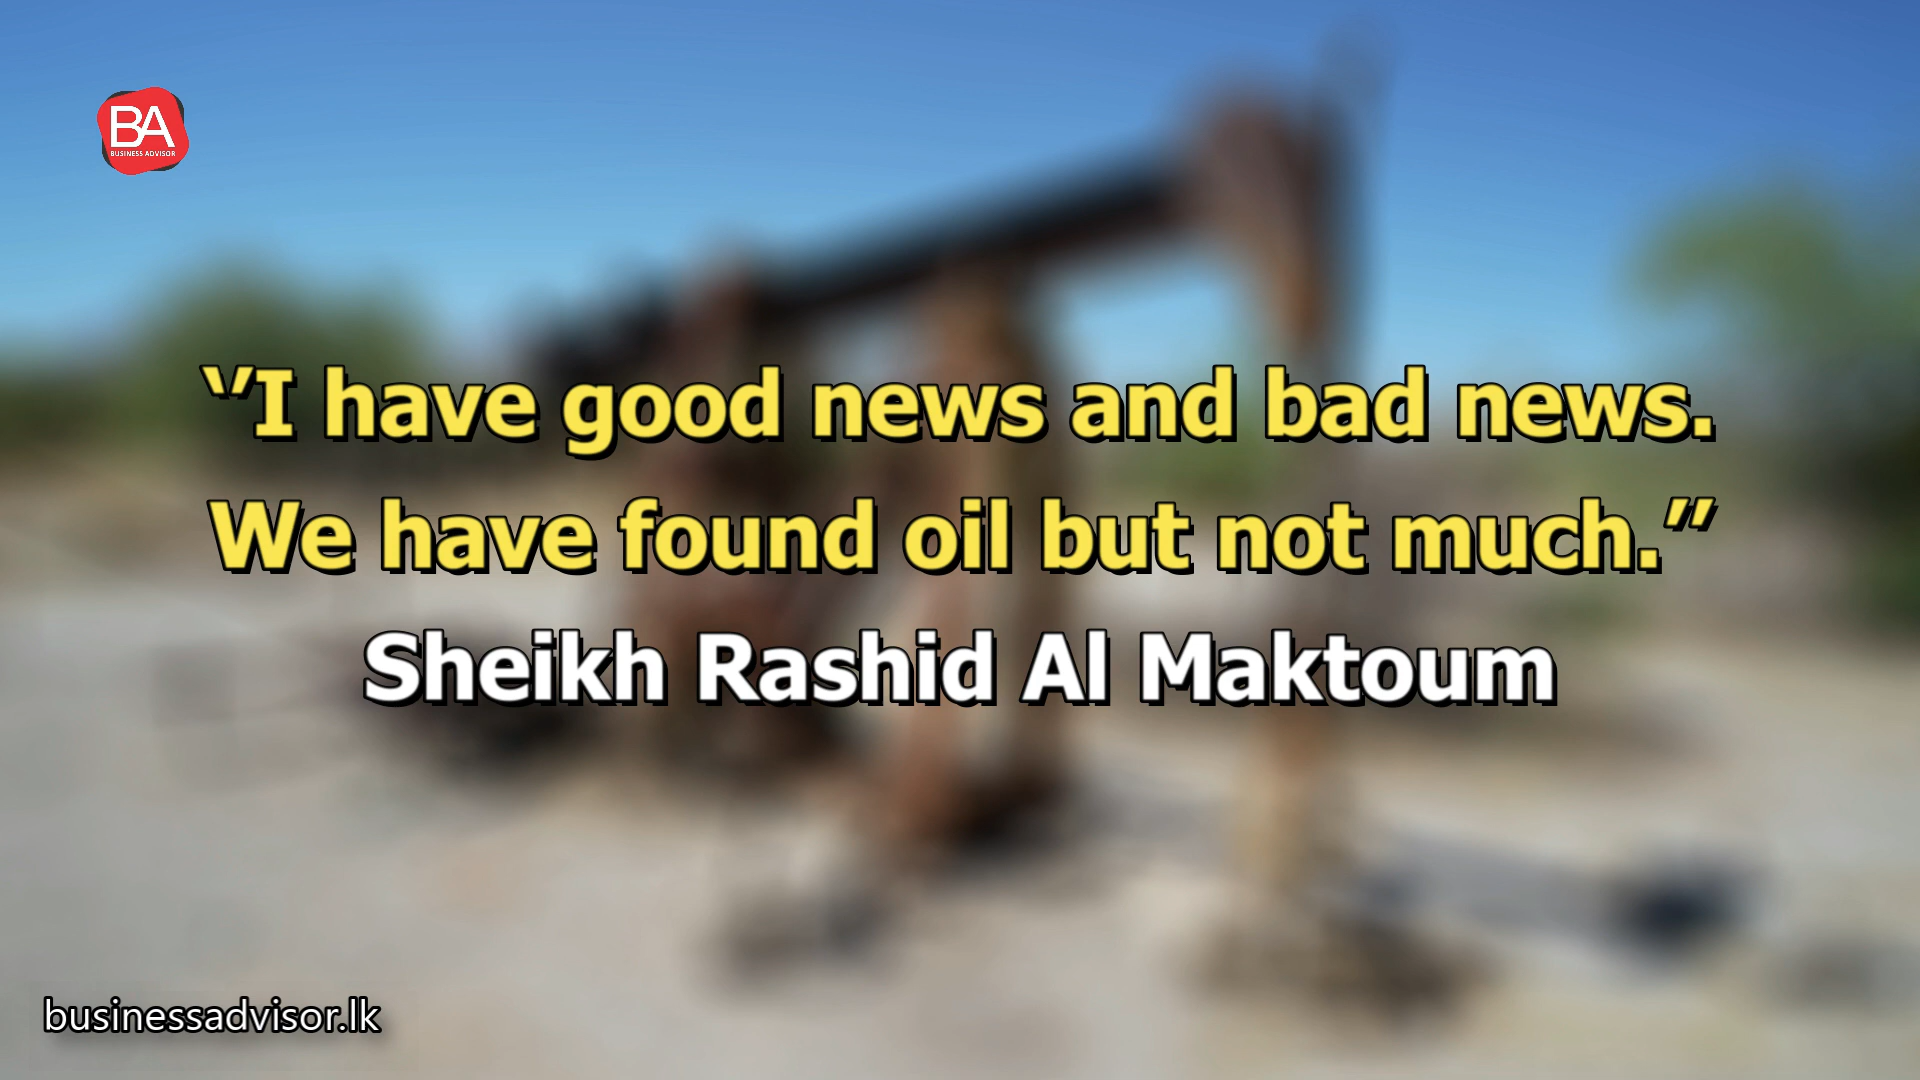 BA
BUSINESS ADVISOR
‘‘I have good news and bad news.
We have found oil but not much.’’
Sheikh Rashid Al Maktoum
businessadvisor.lk